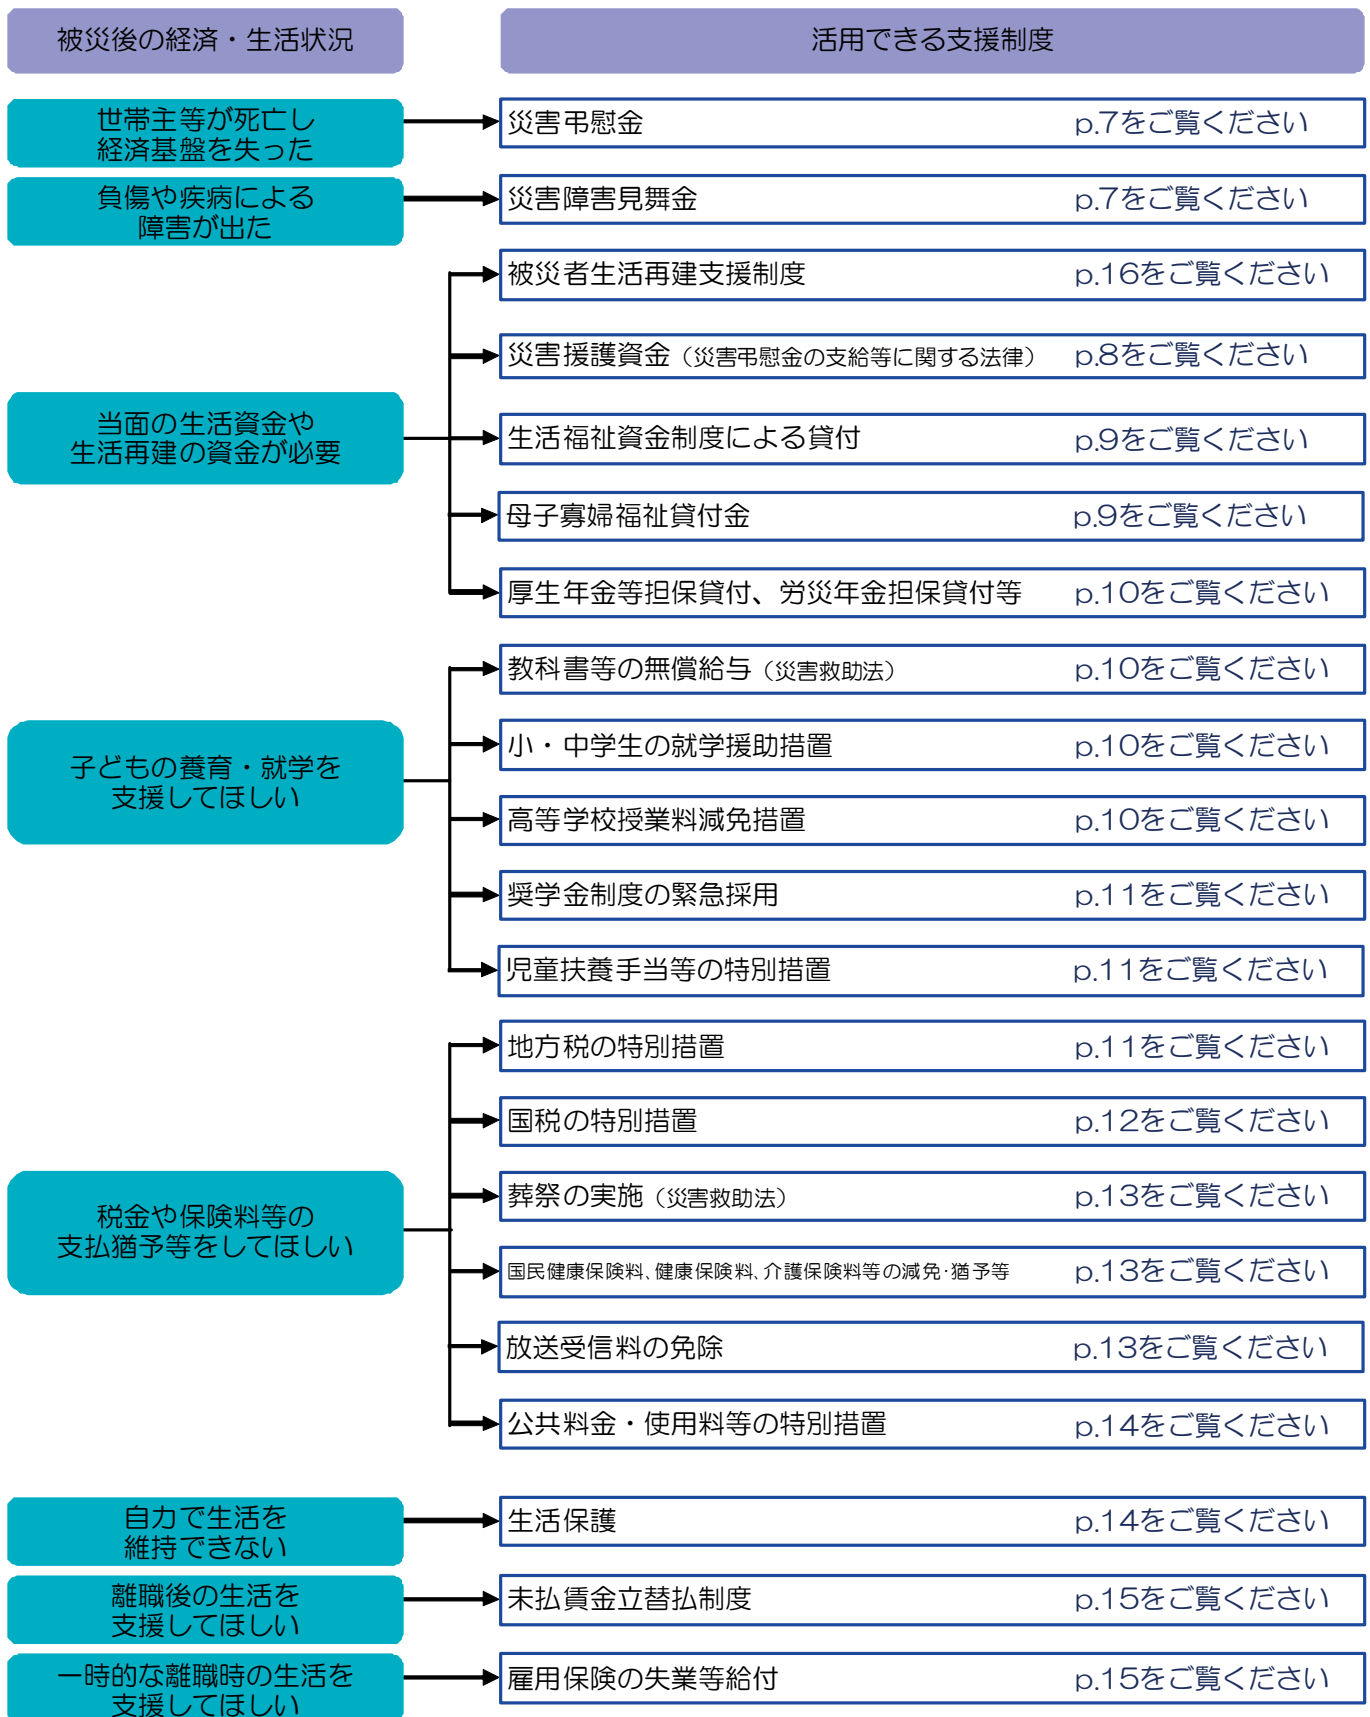 被災後の経済・生活状況
活用できる支援制度
世帯主等が死亡し
経済基盤を失った
災害弔慰金 p.7をご覧ください
負傷や疾病による
障害が出た
災害障害見舞金 p.7をご覧ください
当面の生活資金や
生活再建の資金が必要
被災者生活再建支援制度 p.16をご覧ください
災害援護資金（災害弔慰金の支給等に関する法律） p.8をご覧ください
生活福祉資金制度による貸付 p.9をご覧ください
母子寡婦福祉貸付金 p.9をご覧ください
厚生年金等担保貸付、労災年金担保貸付等 p.10をご覧ください
子どもの養育・就学を
支援してほしい
教科書等の無償給与（災害救助法） p.10をご覧ください
小・中学生の就学援助措置 p.10をご覧ください
高等学校授業料減免措置 p.10をご覧ください
奨学金制度の緊急採用 p.11をご覧ください
児童扶養手当等の特別措置 p.11をご覧ください
税金や保険料等の
支払猶予等をしてほしい
地方税の特別措置 p.11をご覧ください
国税の特別措置 p.12をご覧ください
葬祭の実施（災害救助法） p.13をご覧ください
国民健康保険料、健康保険料、介護保険料等の減免・猶予等 p.13をご覧ください
放送受信料の免除 p.13をご覧ください
公共料金・使用料等の特別措置 p.14をご覧ください
自力で生活を
維持できない
生活保護 p.14をご覧ください
離職後の生活を
支援してほしい
未払賃金立替払制度 p.15をご覧ください
一時的な離職時の生活を
支援してほしい
雇用保険の失業等給付 p.15をご覧ください